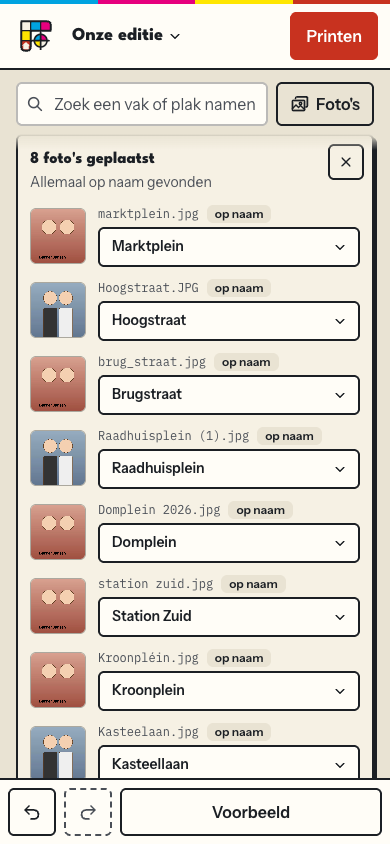 Onze editie
Printen
Zoek een vak of plak namen
Foto's
8 foto's geplaatst
Allemaal op naam gevonden
marktplein.jpg op naam
Marktplein
Hoogstraat.JPG op naam
Hoogstraat
brug_straat.jpg op naam
Brugstraat
Raadhuisplein (1).jpg op naam
Raadhuisplein
Domplein 2026.jpg op naam
Domplein
station zuid.jpg op naam
Station Zuid
Kroonpléin.jpg op naam
Kroonplein
Kasteelaan.jpg op naam
Kasteellaan
Voorbeeld